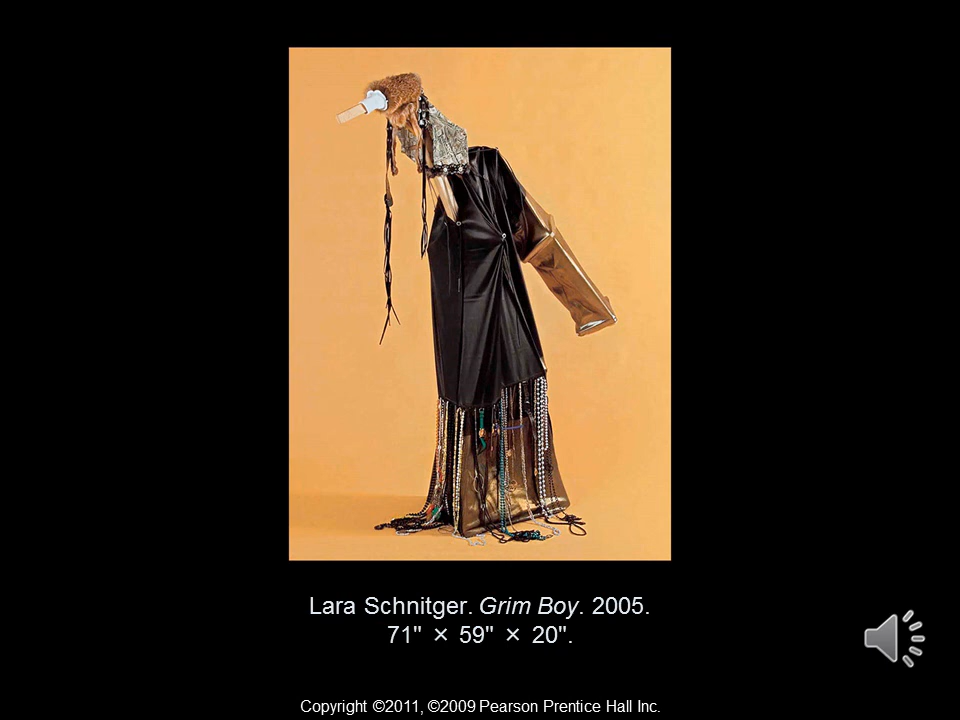 Lara Schnitger. Grim Boy. 2005.
71" × 59" × 20".
Copyright ©2011, ©2009 Pearson Prentice Hall Inc.